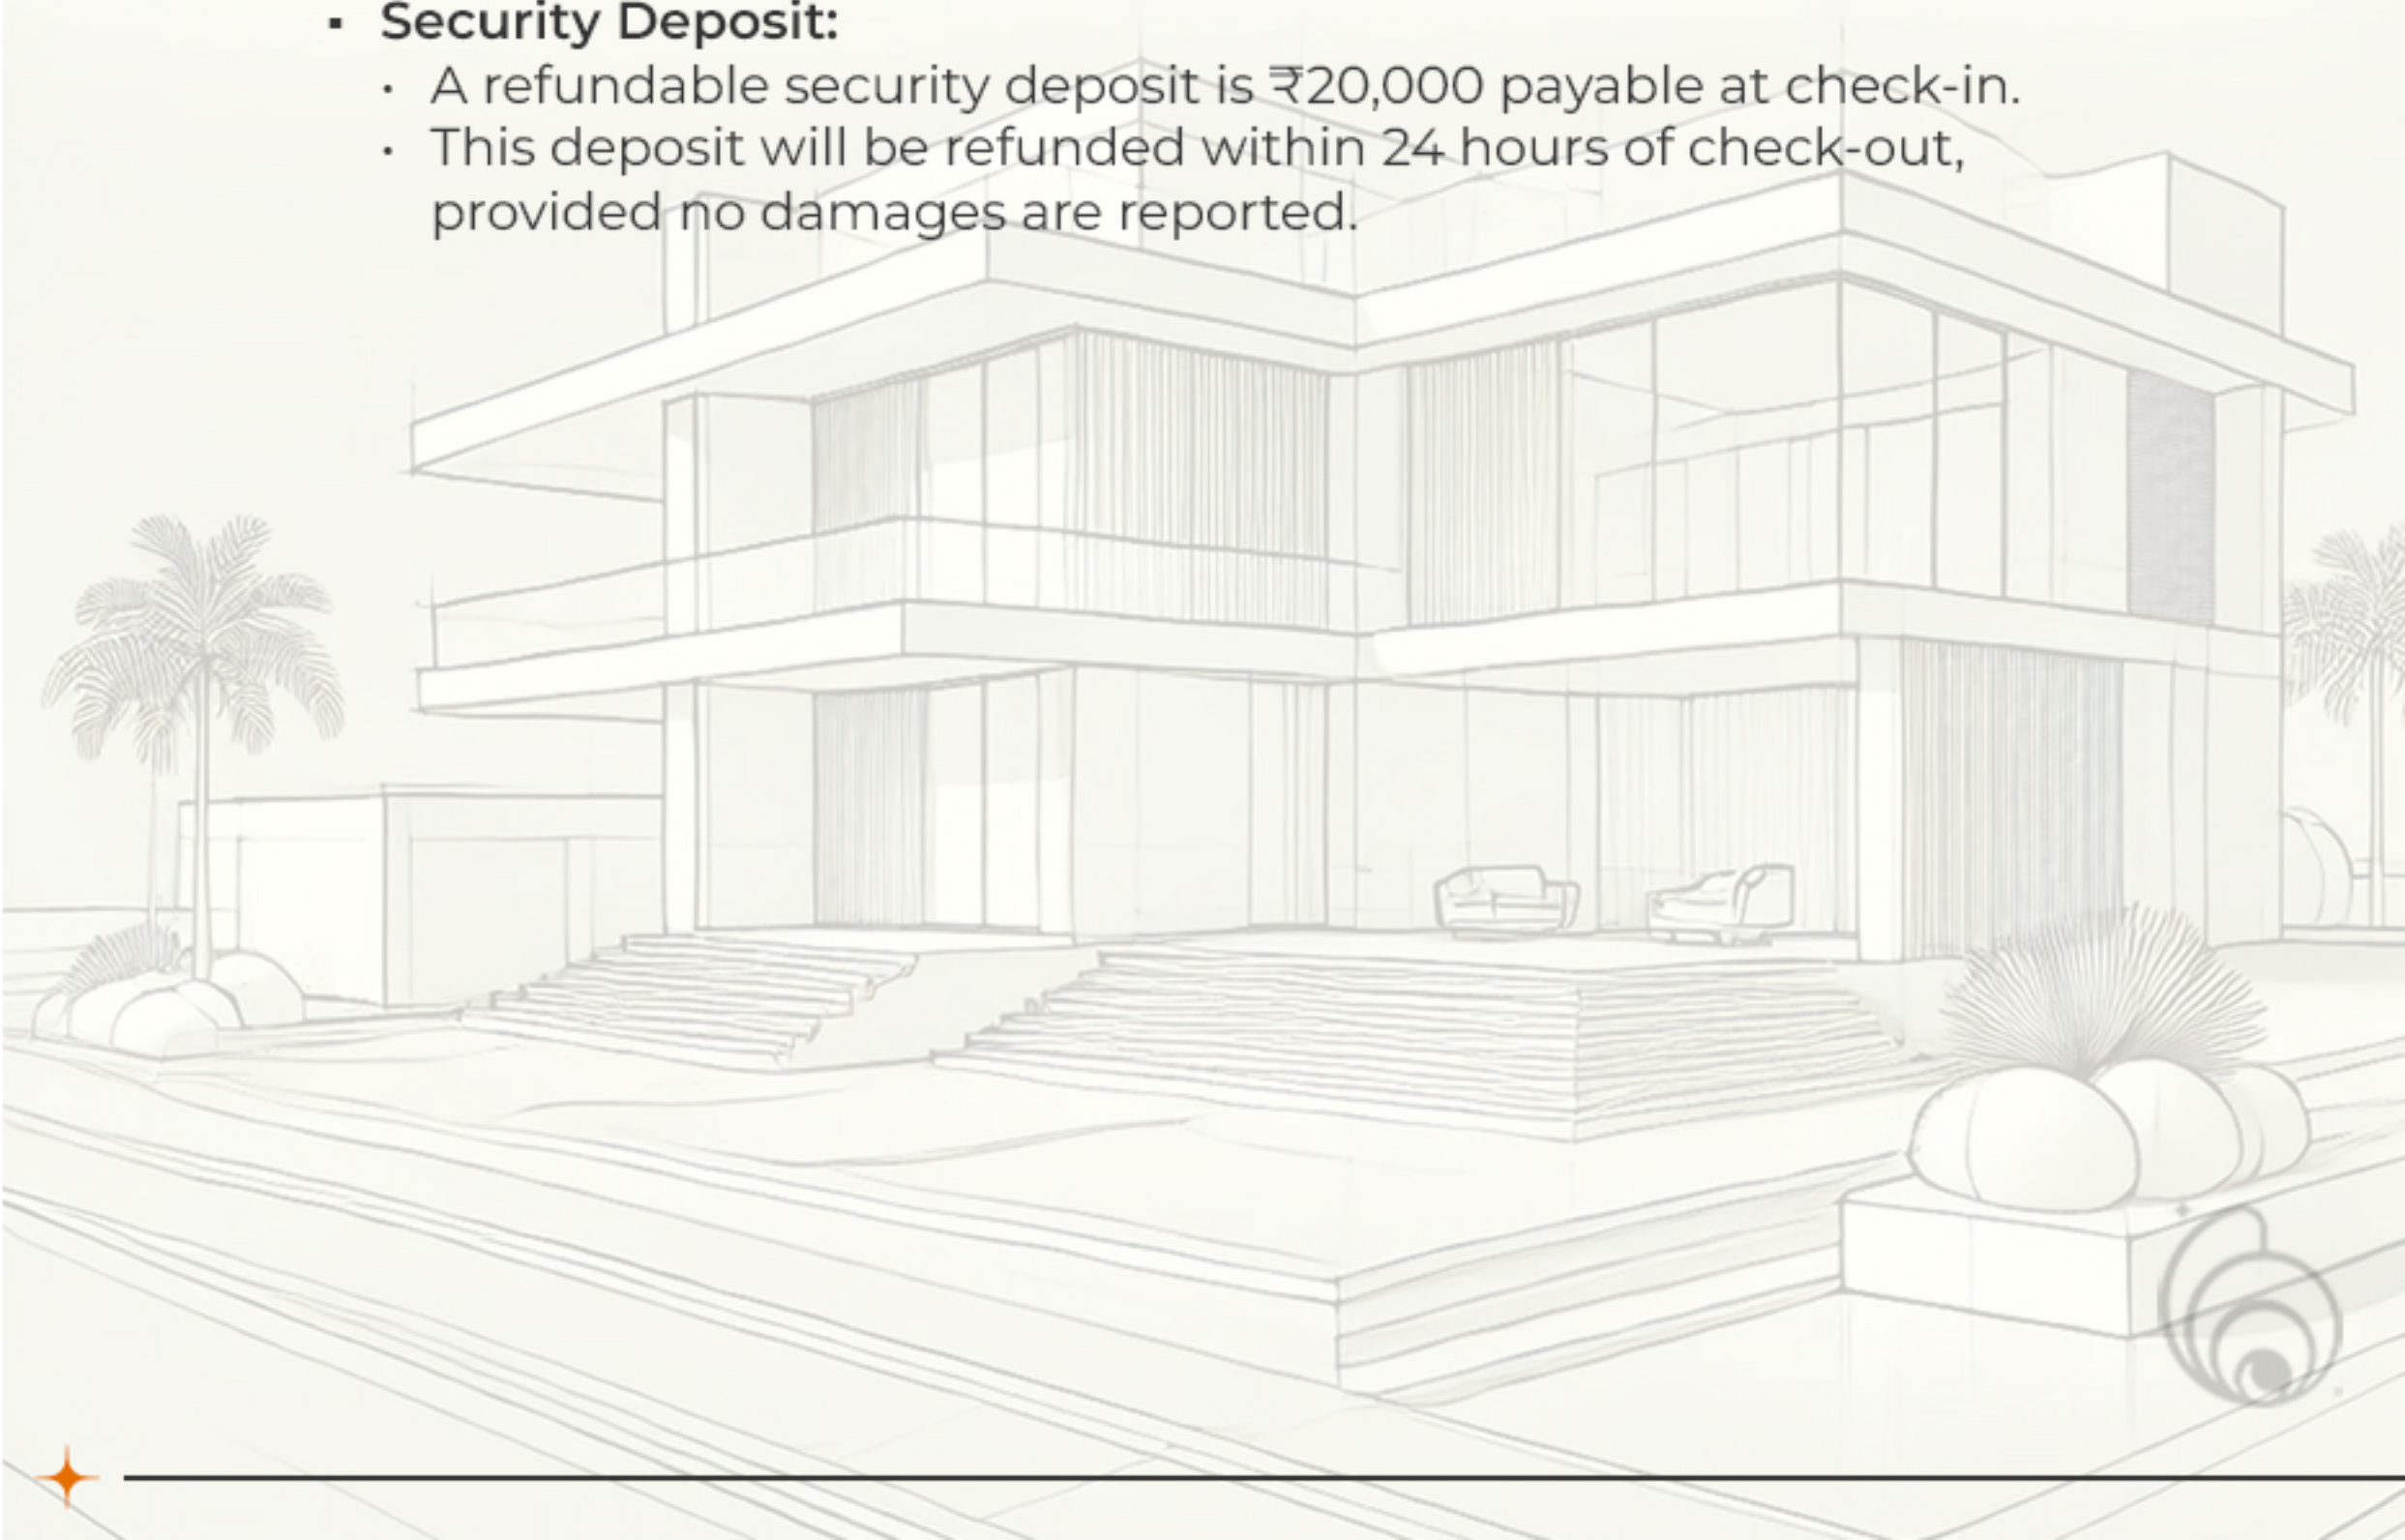 ▪ Security Deposit:
• A refundable security deposit is ₹20,000 payable at check-in.
• This deposit will be refunded within 24 hours of check-out,
provided no damages are reported.